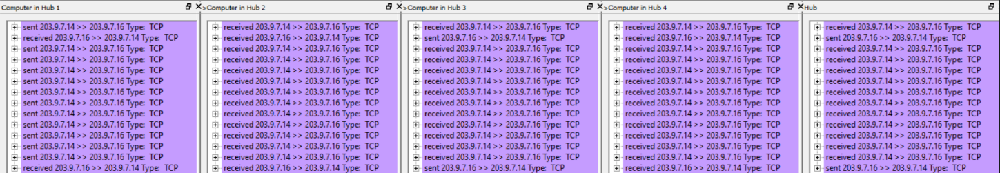 Computer in Hub 1
sent 203.9.7.14 >> 203.9.7.16 Type: TCP
received 203.9.7.16 >> 203.9.7.14 Type: TCP
sent 203.9.7.14 >> 203.9.7.16 Type: TCP
sent 203.9.7.14 >> 203.9.7.16 Type: TCP
sent 203.9.7.14 >> 203.9.7.16 Type: TCP
sent 203.9.7.14 >> 203.9.7.16 Type: TCP
sent 203.9.7.14 >> 203.9.7.16 Type: TCP
sent 203.9.7.14 >> 203.9.7.16 Type: TCP
sent 203.9.7.14 >> 203.9.7.16 Type: TCP
sent 203.9.7.14 >> 203.9.7.16 Type: TCP
sent 203.9.7.14 >> 203.9.7.16 Type: TCP
sent 203.9.7.14 >> 203.9.7.16 Type: TCP
sent 203.9.7.14 >> 203.9.7.16 Type: TCP
received 203.9.7.16 >> 203.9.7.14 Type: TCP
>Computer in Hub 2
received 203.9.7.14 >> 203.9.7.16 Type: TCP
received 203.9.7.16 >> 203.9.7.14 Type: TCP
received 203.9.7.14 >> 203.9.7.16 Type: TCP
received 203.9.7.14 >> 203.9.7.16 Type: TCP
received 203.9.7.14 >> 203.9.7.16 Type: TCP
received 203.9.7.14 >> 203.9.7.16 Type: TCP
received 203.9.7.14 >> 203.9.7.16 Type: TCP
received 203.9.7.14 >> 203.9.7.16 Type: TCP
received 203.9.7.14 >> 203.9.7.16 Type: TCP
received 203.9.7.14 >> 203.9.7.16 Type: TCP
received 203.9.7.14 >> 203.9.7.16 Type: TCP
received 203.9.7.14 >> 203.9.7.16 Type: TCP
received 203.9.7.14 >> 203.9.7.16 Type: TCP
received 203.9.7.16 >> 203.9.7.14 Type: TCP
>Computer in Hub 3
received 203.9.7.14 >> 203.9.7.16 Type: TCP
sent 203.9.7.16 >> 203.9.7.14 Type: TCP
received 203.9.7.14 >> 203.9.7.16 Type: TCP
received 203.9.7.14 >> 203.9.7.16 Type: TCP
received 203.9.7.14 >> 203.9.7.16 Type: TCP
received 203.9.7.14 >> 203.9.7.16 Type: TCP
received 203.9.7.14 >> 203.9.7.16 Type: TCP
received 203.9.7.14 >> 203.9.7.16 Type: TCP
received 203.9.7.14 >> 203.9.7.16 Type: TCP
received 203.9.7.14 >> 203.9.7.16 Type: TCP
received 203.9.7.14 >> 203.9.7.16 Type: TCP
received 203.9.7.14 >> 203.9.7.16 Type: TCP
received 203.9.7.14 >> 203.9.7.16 Type: TCP
sent 203.9.7.16 >> 203.9.7.14 Type: TCP
>Computer in Hub 4
received 203.9.7.14 >> 203.9.7.16 Type: TCP
received 203.9.7.16 >> 203.9.7.14 Type: TCP
received 203.9.7.14 >> 203.9.7.16 Type: TCP
received 203.9.7.14 >> 203.9.7.16 Type: TCP
received 203.9.7.14 >> 203.9.7.16 Type: TCP
received 203.9.7.14 >> 203.9.7.16 Type: TCP
received 203.9.7.14 >> 203.9.7.16 Type: TCP
received 203.9.7.14 >> 203.9.7.16 Type: TCP
received 203.9.7.14 >> 203.9.7.16 Type: TCP
received 203.9.7.14 >> 203.9.7.16 Type: TCP
received 203.9.7.14 >> 203.9.7.16 Type: TCP
received 203.9.7.14 >> 203.9.7.16 Type: TCP
received 203.9.7.14 >> 203.9.7.16 Type: TCP
received 203.9.7.16 >> 203.9.7.14 Type: TCP
Hub
received 203.9.7.14 >> 203.9.7.16 Type: TCP
sent 203.9.7.16 >> 203.9.7.14 Type: TCP
received 203.9.7.14 >> 203.9.7.16 Type: TCP
received 203.9.7.14 >> 203.9.7.16 Type: TCP
received 203.9.7.14 >> 203.9.7.16 Type: TCP
received 203.9.7.14 >> 203.9.7.16 Type: TCP
received 203.9.7.14 >> 203.9.7.16 Type: TCP
received 203.9.7.14 >> 203.9.7.16 Type: TCP
received 203.9.7.14 >> 203.9.7.16 Type: TCP
received 203.9.7.14 >> 203.9.7.16 Type: TCP
received 203.9.7.14 >> 203.9.7.16 Type: TCP
received 203.9.7.14 >> 203.9.7.16 Type: TCP
received 203.9.7.14 >> 203.9.7.16 Type: TCP
sent 203.9.7.16 >> 203.9.7.14 Type: TCP